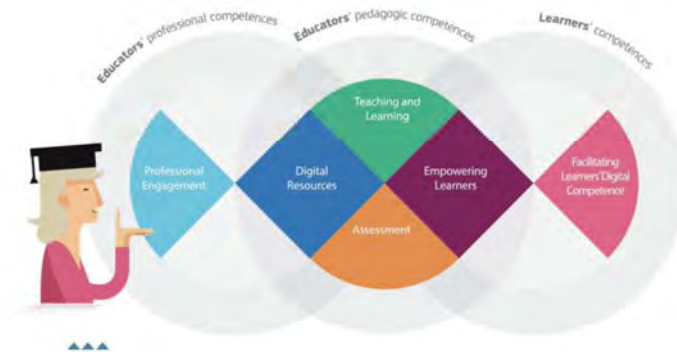 Educators' professional competences
Educators' pedagogic competences
Learners' competences
Teaching and
Learning
Professional
Engagement
Digital
Resources
Empowering
Learners
Facilitating
Learners' Digital
Competence
Assessment